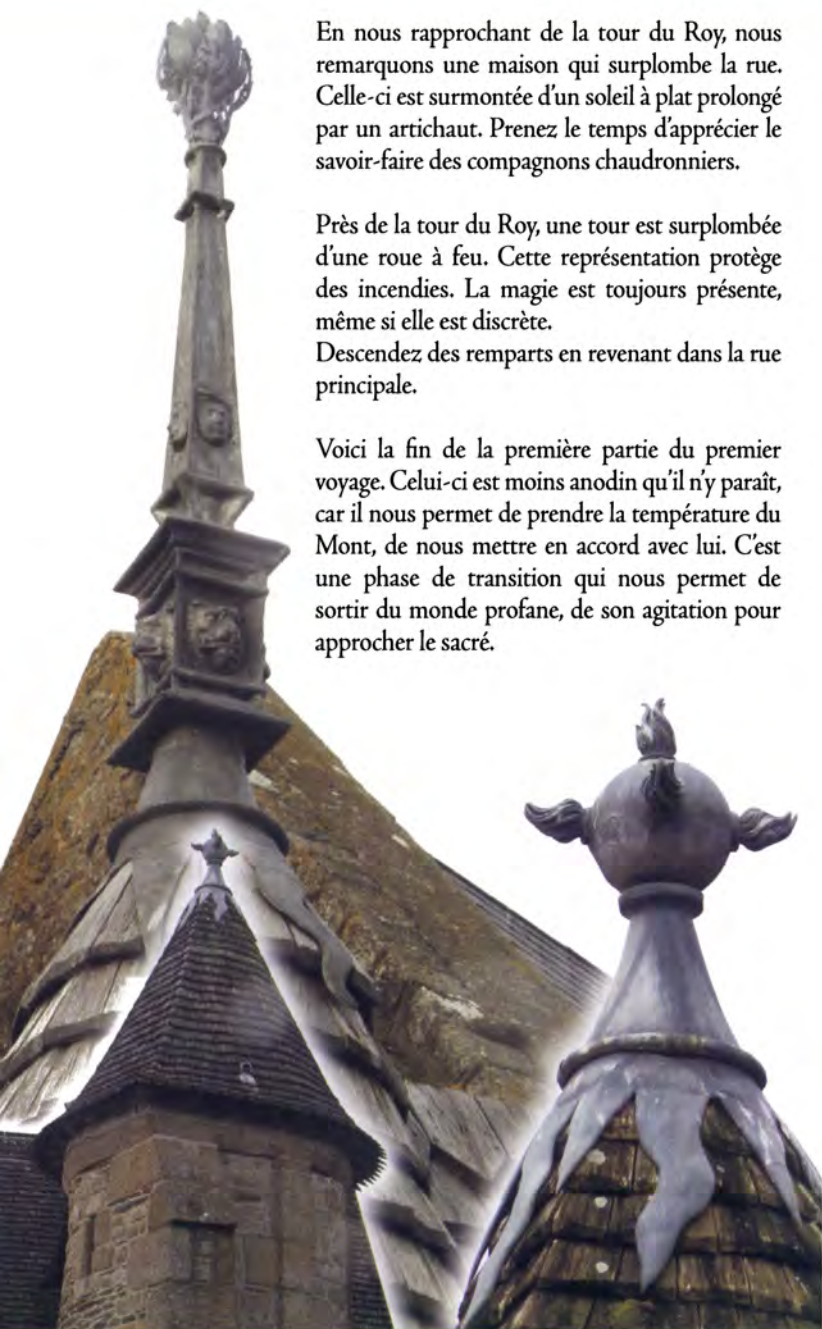 En nous rapprochant de la tour du Roy, nous
remarquons une maison qui surplombe la rue.
Celle-ci est surmontée d'un soleil à plat prolongé
par un artichaut. Prenez le temps d'apprécier le
savoir-faire des compagnons chaudronniers.

Près de la tour du Roy, une tour est surplombée
d'une roue à feu. Cette représentation protège
des incendies. La magie est toujours présente,
même si elle est discrète.
Descendez des remparts en revenant dans la rue
principale.

Voici la fin de la première partie du premier
voyage. Celui-ci est moins anodin qu'il n'y paraît,
car il nous permet de prendre la température du
Mont, de nous mettre en accord avec lui. C'est
une phase de transition qui nous permet de
sortir du monde profane, de son agitation pour
approcher le sacré.